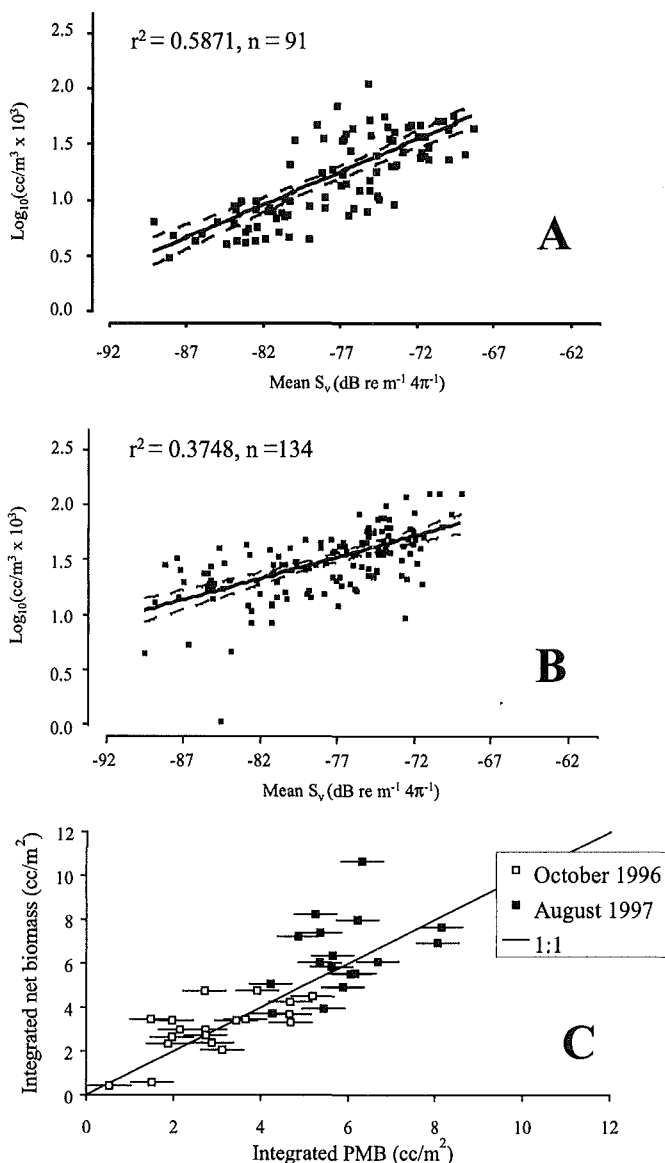 r² = 0.5871, n = 91
2.5
2.0
1.5
1.0
0.5
0.0
Log₁₀(cc/m³ x 10³)
A
-92 -87 -82 -77 -72 -67 -62
Mean Sᵥ (dB re m⁻¹ 4π⁻¹)
r² = 0.3748, n =134
2.5
2.0
1.5
1.0
0.5
0.0
Log₁₀(cc/m³ x 10³)
B
-92 -87 -82 -77 -72 -67 -62
Mean Sᵥ (dB re m⁻¹ 4π⁻¹)
12
10
8
6
4
2
0
Integrated net biomass (cc/m²)
October 1996
August 1997
1:1
C
0 2 4 6 8 10 12
Integrated PMB (cc/m²)